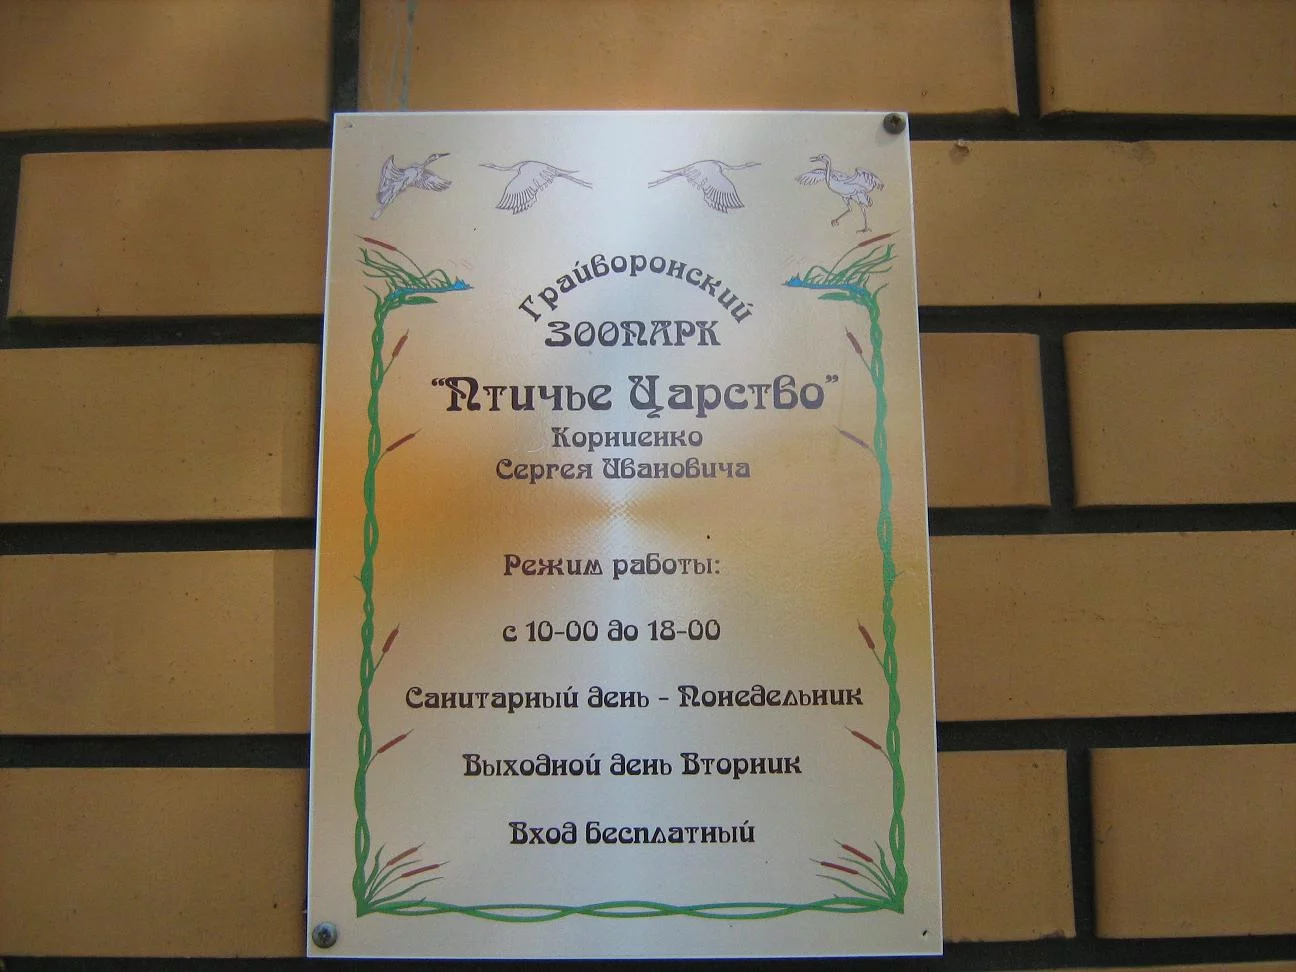 Грайворонский
ЗООПАРК
“Птичье Царство”
Корниенко
Сергея Ивановича
Режим работы:
с 10-00 до 18-00
Санитарный день - Понедельник
Выходной день Вторник
Вход бесплатный